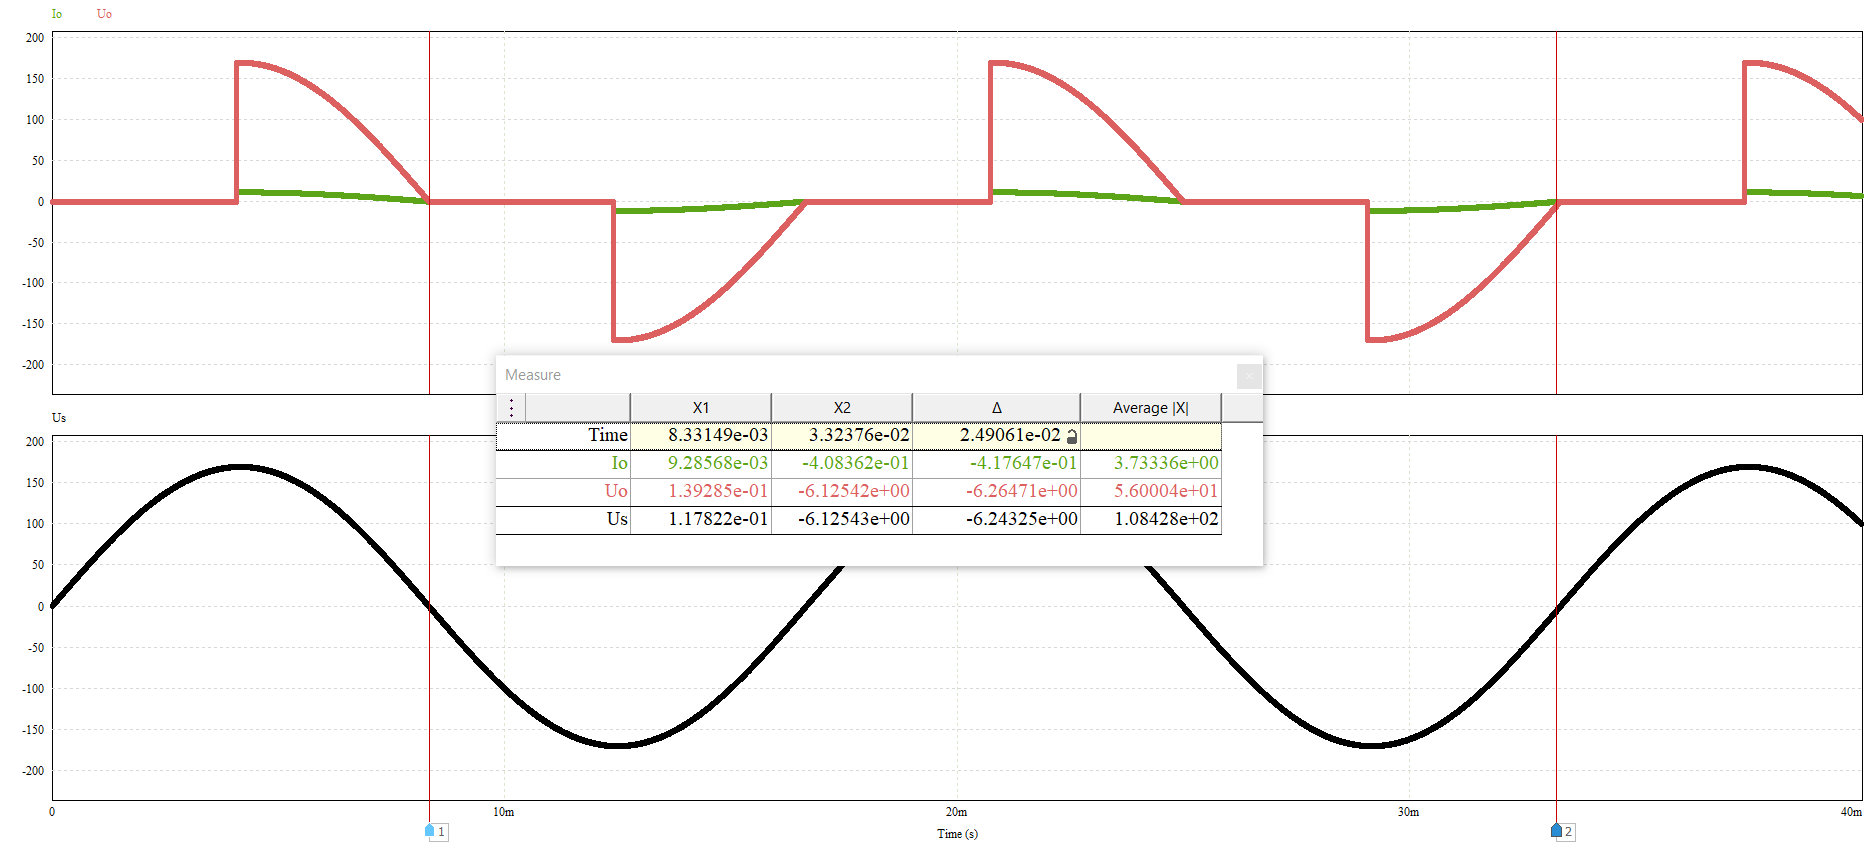 Io Uo
200
150
100
50
0
-50
-100
-150
-200
Measure
X1 X2 Δ Average |X|
Time 8.33149e-03 3.32376e-02 2.49061e-02
Io 9.28568e-03 -4.08362e-01 -4.17647e-01 3.73336e+00
Uo 1.39285e-01 -6.12542e+00 -6.26471e+00 5.60004e+01
Us 1.17822e-01 -6.12543e+00 -6.24325e+00 1.08428e+02
Us
200
150
100
50
0
-50
-100
-150
-200
0 10m 20m 30m 40m
Time (s)
1 2